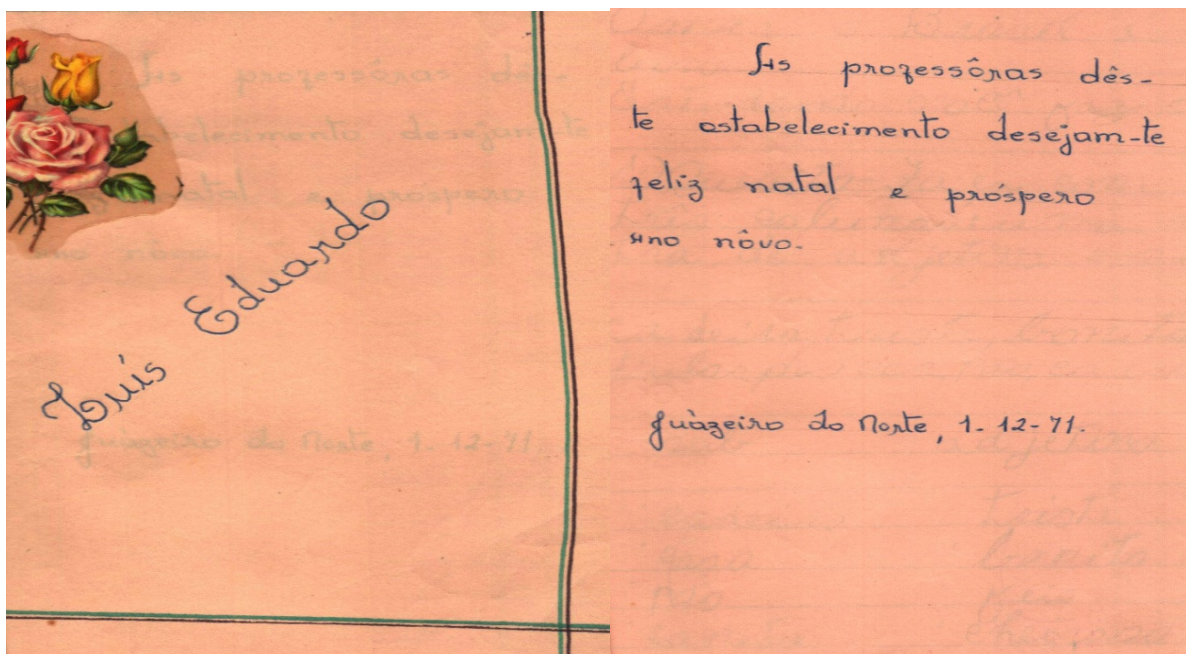 Luís Eduardo
As professôras dês-
te estabelecimento desejam-te
feliz natal e próspero
ano nôvo.
Juàzeiro do Norte, 1-12-71.